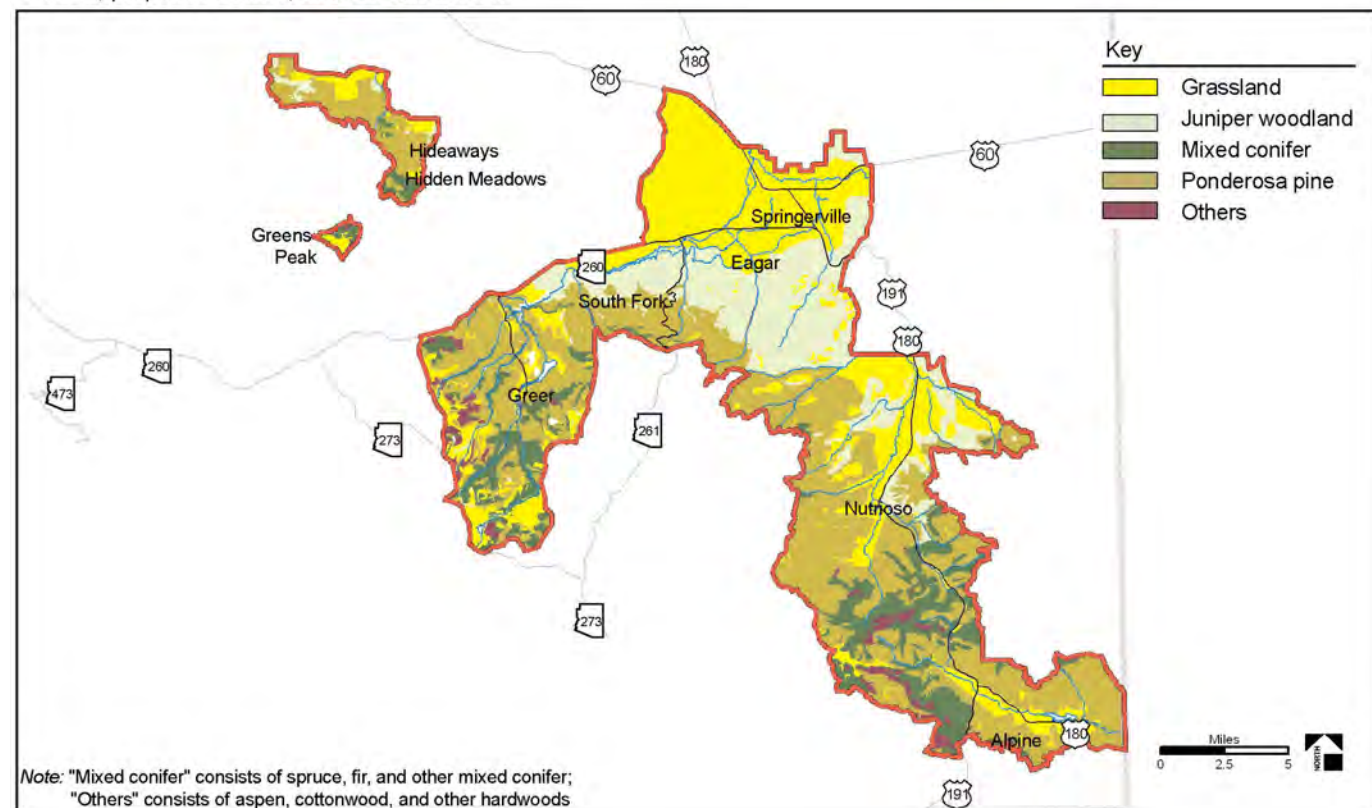 180
60
Key
Grassland
Juniper woodland
Mixed conifer
Ponderosa pine
Others
60
Hideaways
Hidden Meadows
Springerville
Greens
Peak
Eagar
260
191
South Fork
180
260
473
Greer
273
261
Nutrioso
273
Alpine
180
Miles
0 2.5 5
NORTH
191
Note: "Mixed conifer" consists of spruce, fir, and other mixed conifer;
"Others" consists of aspen, cottonwood, and other hardwoods